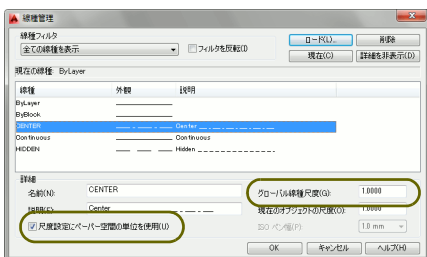 線種管理
線種フィルタ
全ての線種を表示
フィルタを反転(I)
ロード(L)...
削除
現在(C)
詳細を非表示(D)
現在の線種: ByLayer
線種 外観 説明
ByLayer
ByBlock
CENTER Center
Continuous Continuous
HIDDEN Hidden
詳細
名前(N): CENTER
グローバル線種尺度(G): 1.0000
説明(E): Center
現在のオブジェクトの尺度(O): 1.0000
尺度設定にペーパー空間の単位を使用(U)
ISO ペン幅(P) 1.0 mm
OK
キャンセル
ヘルプ(H)